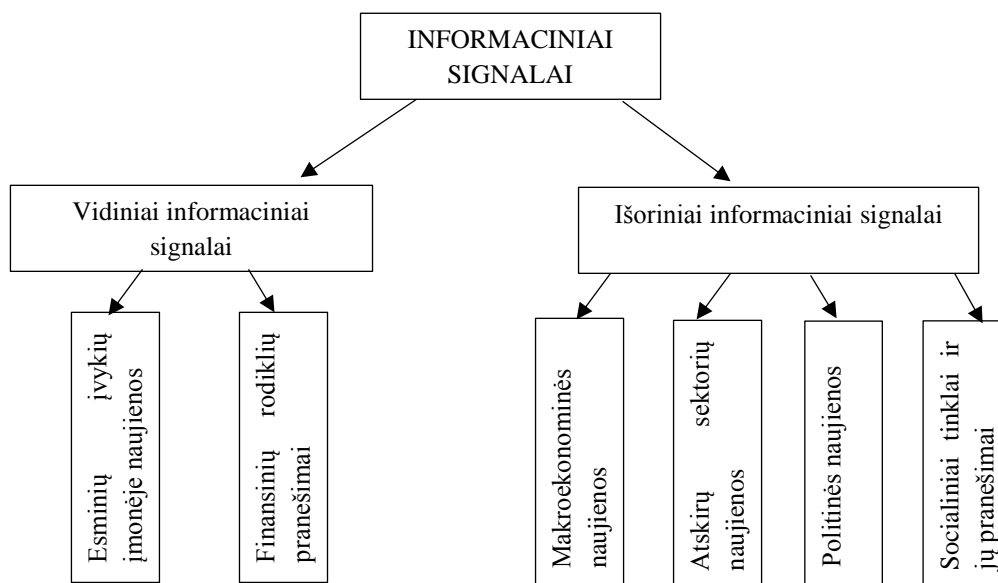 INFORMACINIAI
SIGNALAI
Vidiniai informaciniai
signalai
Išoriniai informaciniai signalai
Esminių įvykių
įmonėje naujienos
Finansinių rodiklių
pranešimai
Makroekonominės
naujienos
Atskirų sektorių
naujienos
Politinės naujienos
Socialiniai tinklai ir
jų pranešimai